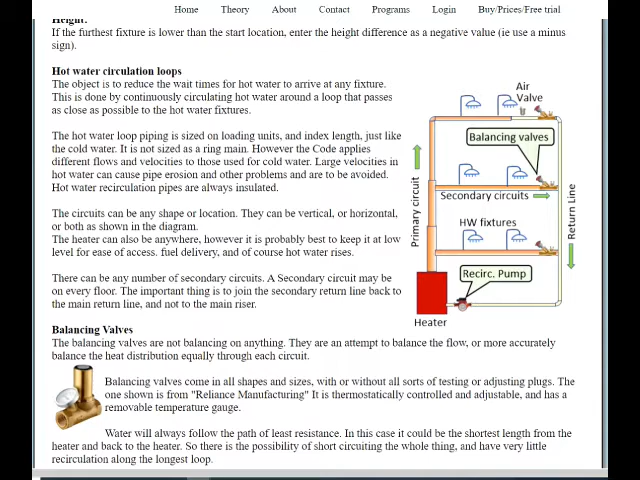 Home Theory About Contact Programs Login Buy/Prices/Free trial
Height:
If the furthest fixture is lower than the start location, enter the height difference as a negative value (ie use a minus
sign).
Hot water circulation loops
The object is to reduce the wait times for hot water to arrive at any fixture.
This is done by continuously circulating hot water around a loop that passes
as close as possible to the hot water fixtures.
The hot water loop piping is sized on loading units, and index length, just like
the cold water. It is not sized as a ring main. However the Code applies
different flows and velocities to those used for cold water. Large velocities in
hot water can cause pipe erosion and other problems and are to be avoided.
Hot water recirculation pipes are always insulated.
The circuits can be any shape or location. They can be vertical, or horizontal,
or both as shown in the diagram.
The heater can also be anywhere, however it is probably best to keep it at low
level for ease of access. fuel delivery, and of course hot water rises.
There can be any number of secondary circuits. A Secondary circuit may be
on every floor. The important thing is to join the secondary return line back to
the main return line, and not to the main riser.
Air
Valve
Balancing valves
Primary circuit
Secondary circuits
Return Line
HW fixtures
Recirc. Pump
Heater
Balancing Valves
The balancing valves are not balancing on anything. They are an attempt to balance the flow, or more accurately
balance the heat distribution equally through each circuit.
Balancing valves come in all shapes and sizes, with or without all sorts of testing or adjusting plugs. The
one shown is from "Reliance Manufacturing" It is thermostatically controlled and adjustable, and has a
removable temperature gauge.
Water will always follow the path of least resistance. In this case it could be the shortest length from the
heater and back to the heater. So there is the possibility of short circuiting the whole thing, and have very little
recirculation along the longest loop.